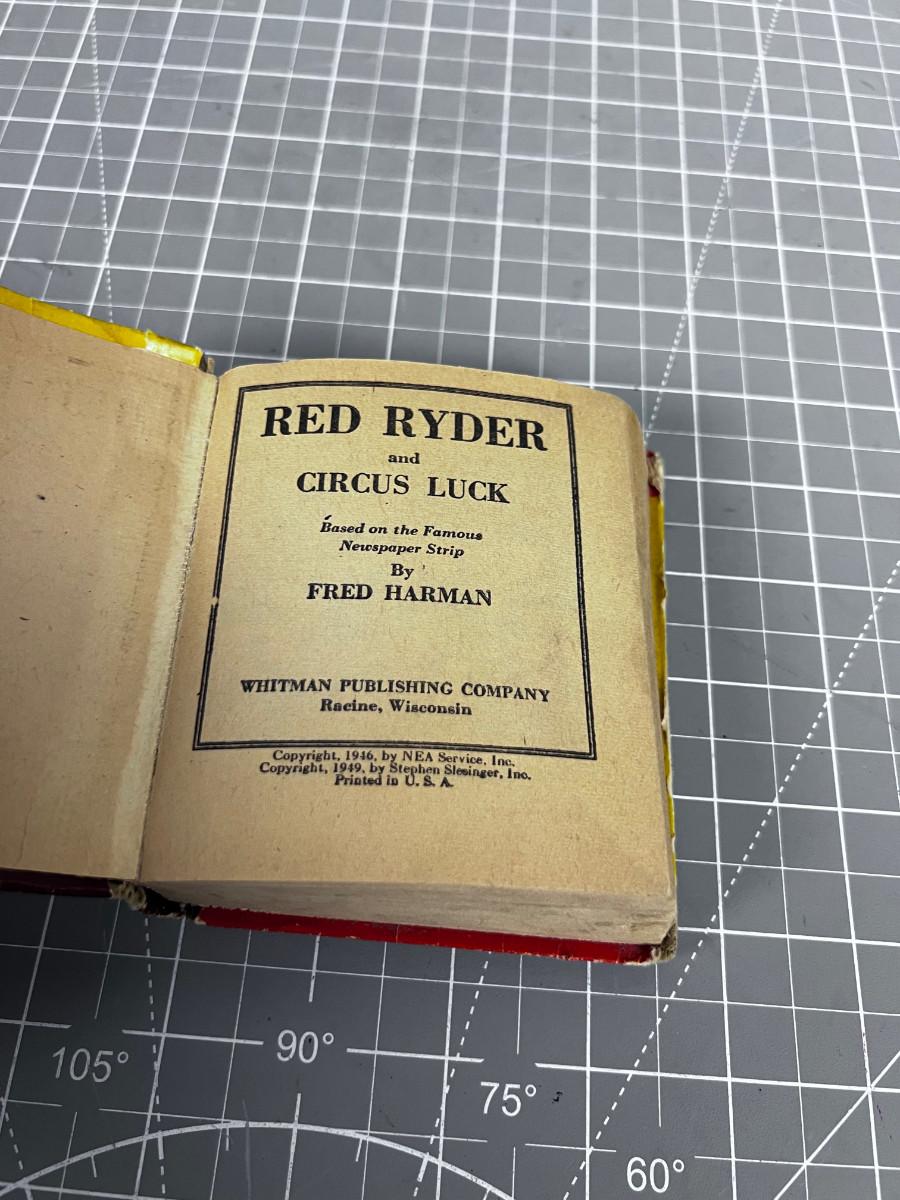 RED RYDER
and
CIRCUS LUCK
Based on the Famous
Newspaper Strip
By
FRED HARMAN
WHITMAN PUBLISHING COMPANY
Racine, Wisconsin
Copyright, 1946, by NEA Service, Inc.
Copyright, 1949, by Stephen Slesinger, Inc.
Printed in U. S. A.
105°
90°
75°
60°